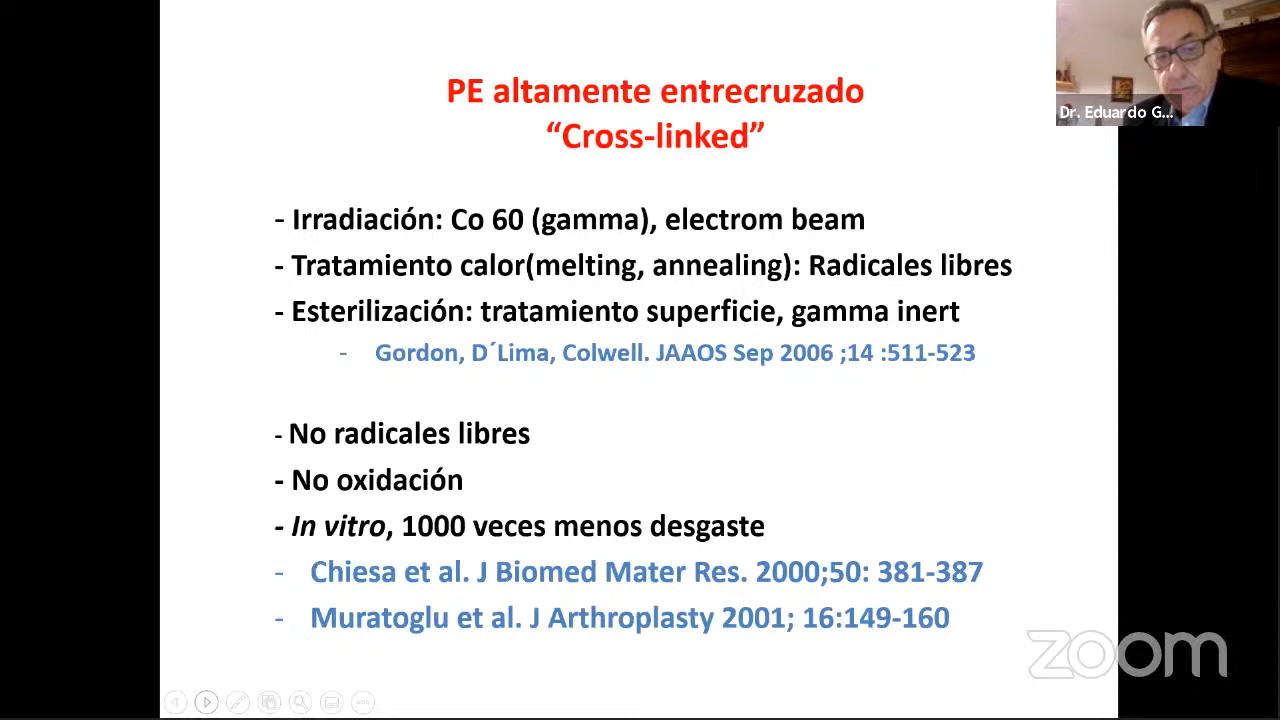 PE altamente entrecruzado
“Cross-linked”
Dr. Eduardo G...
- Irradiación: Co 60 (gamma), electrom beam
- Tratamiento calor(melting, annealing): Radicales libres
- Esterilización: tratamiento superficie, gamma inert
- Gordon, D´Lima, Colwell. JAAOS Sep 2006 ;14 :511-523
- No radicales libres
- No oxidación
- In vitro, 1000 veces menos desgaste
- Chiesa et al. J Biomed Mater Res. 2000;50: 381-387
- Muratoglu et al. J Arthroplasty 2001; 16:149-160
zoom